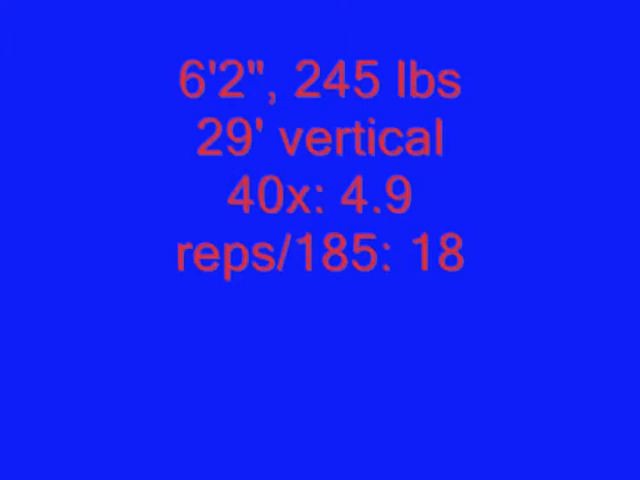 6'2", 245 lbs
29' vertical
40x: 4.9
reps/185: 18